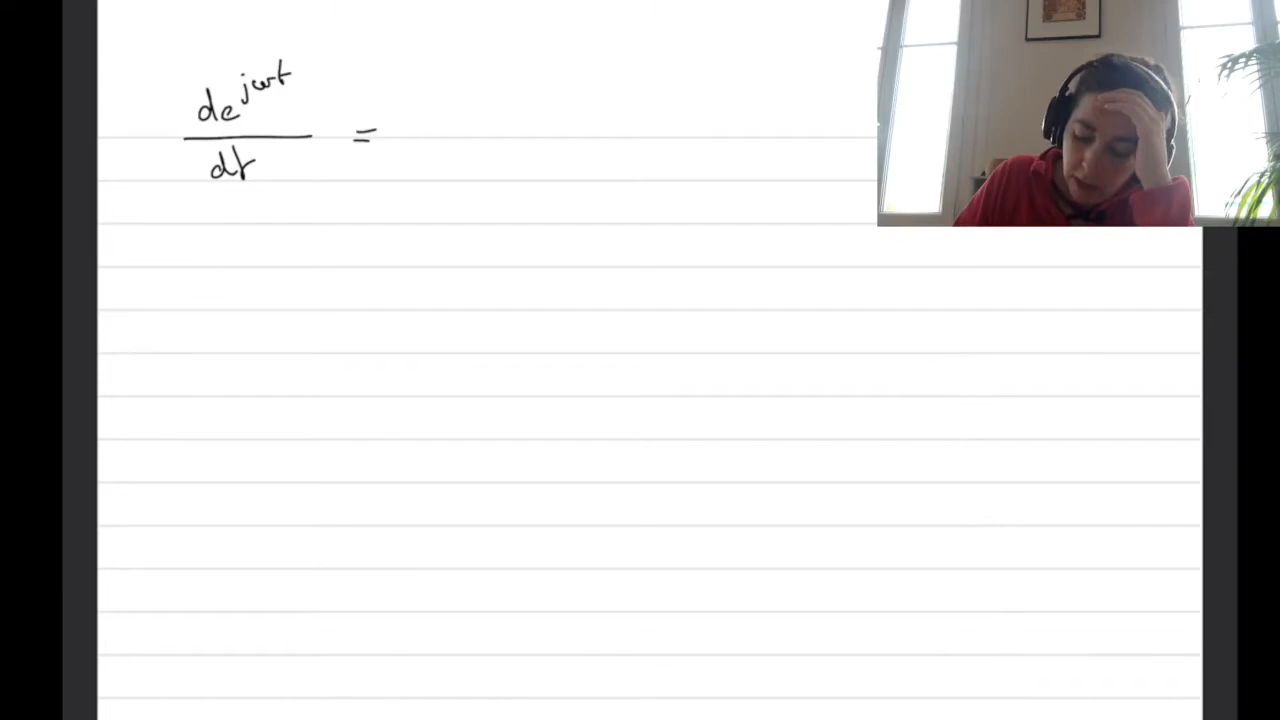 de^{jωt}
dt
=